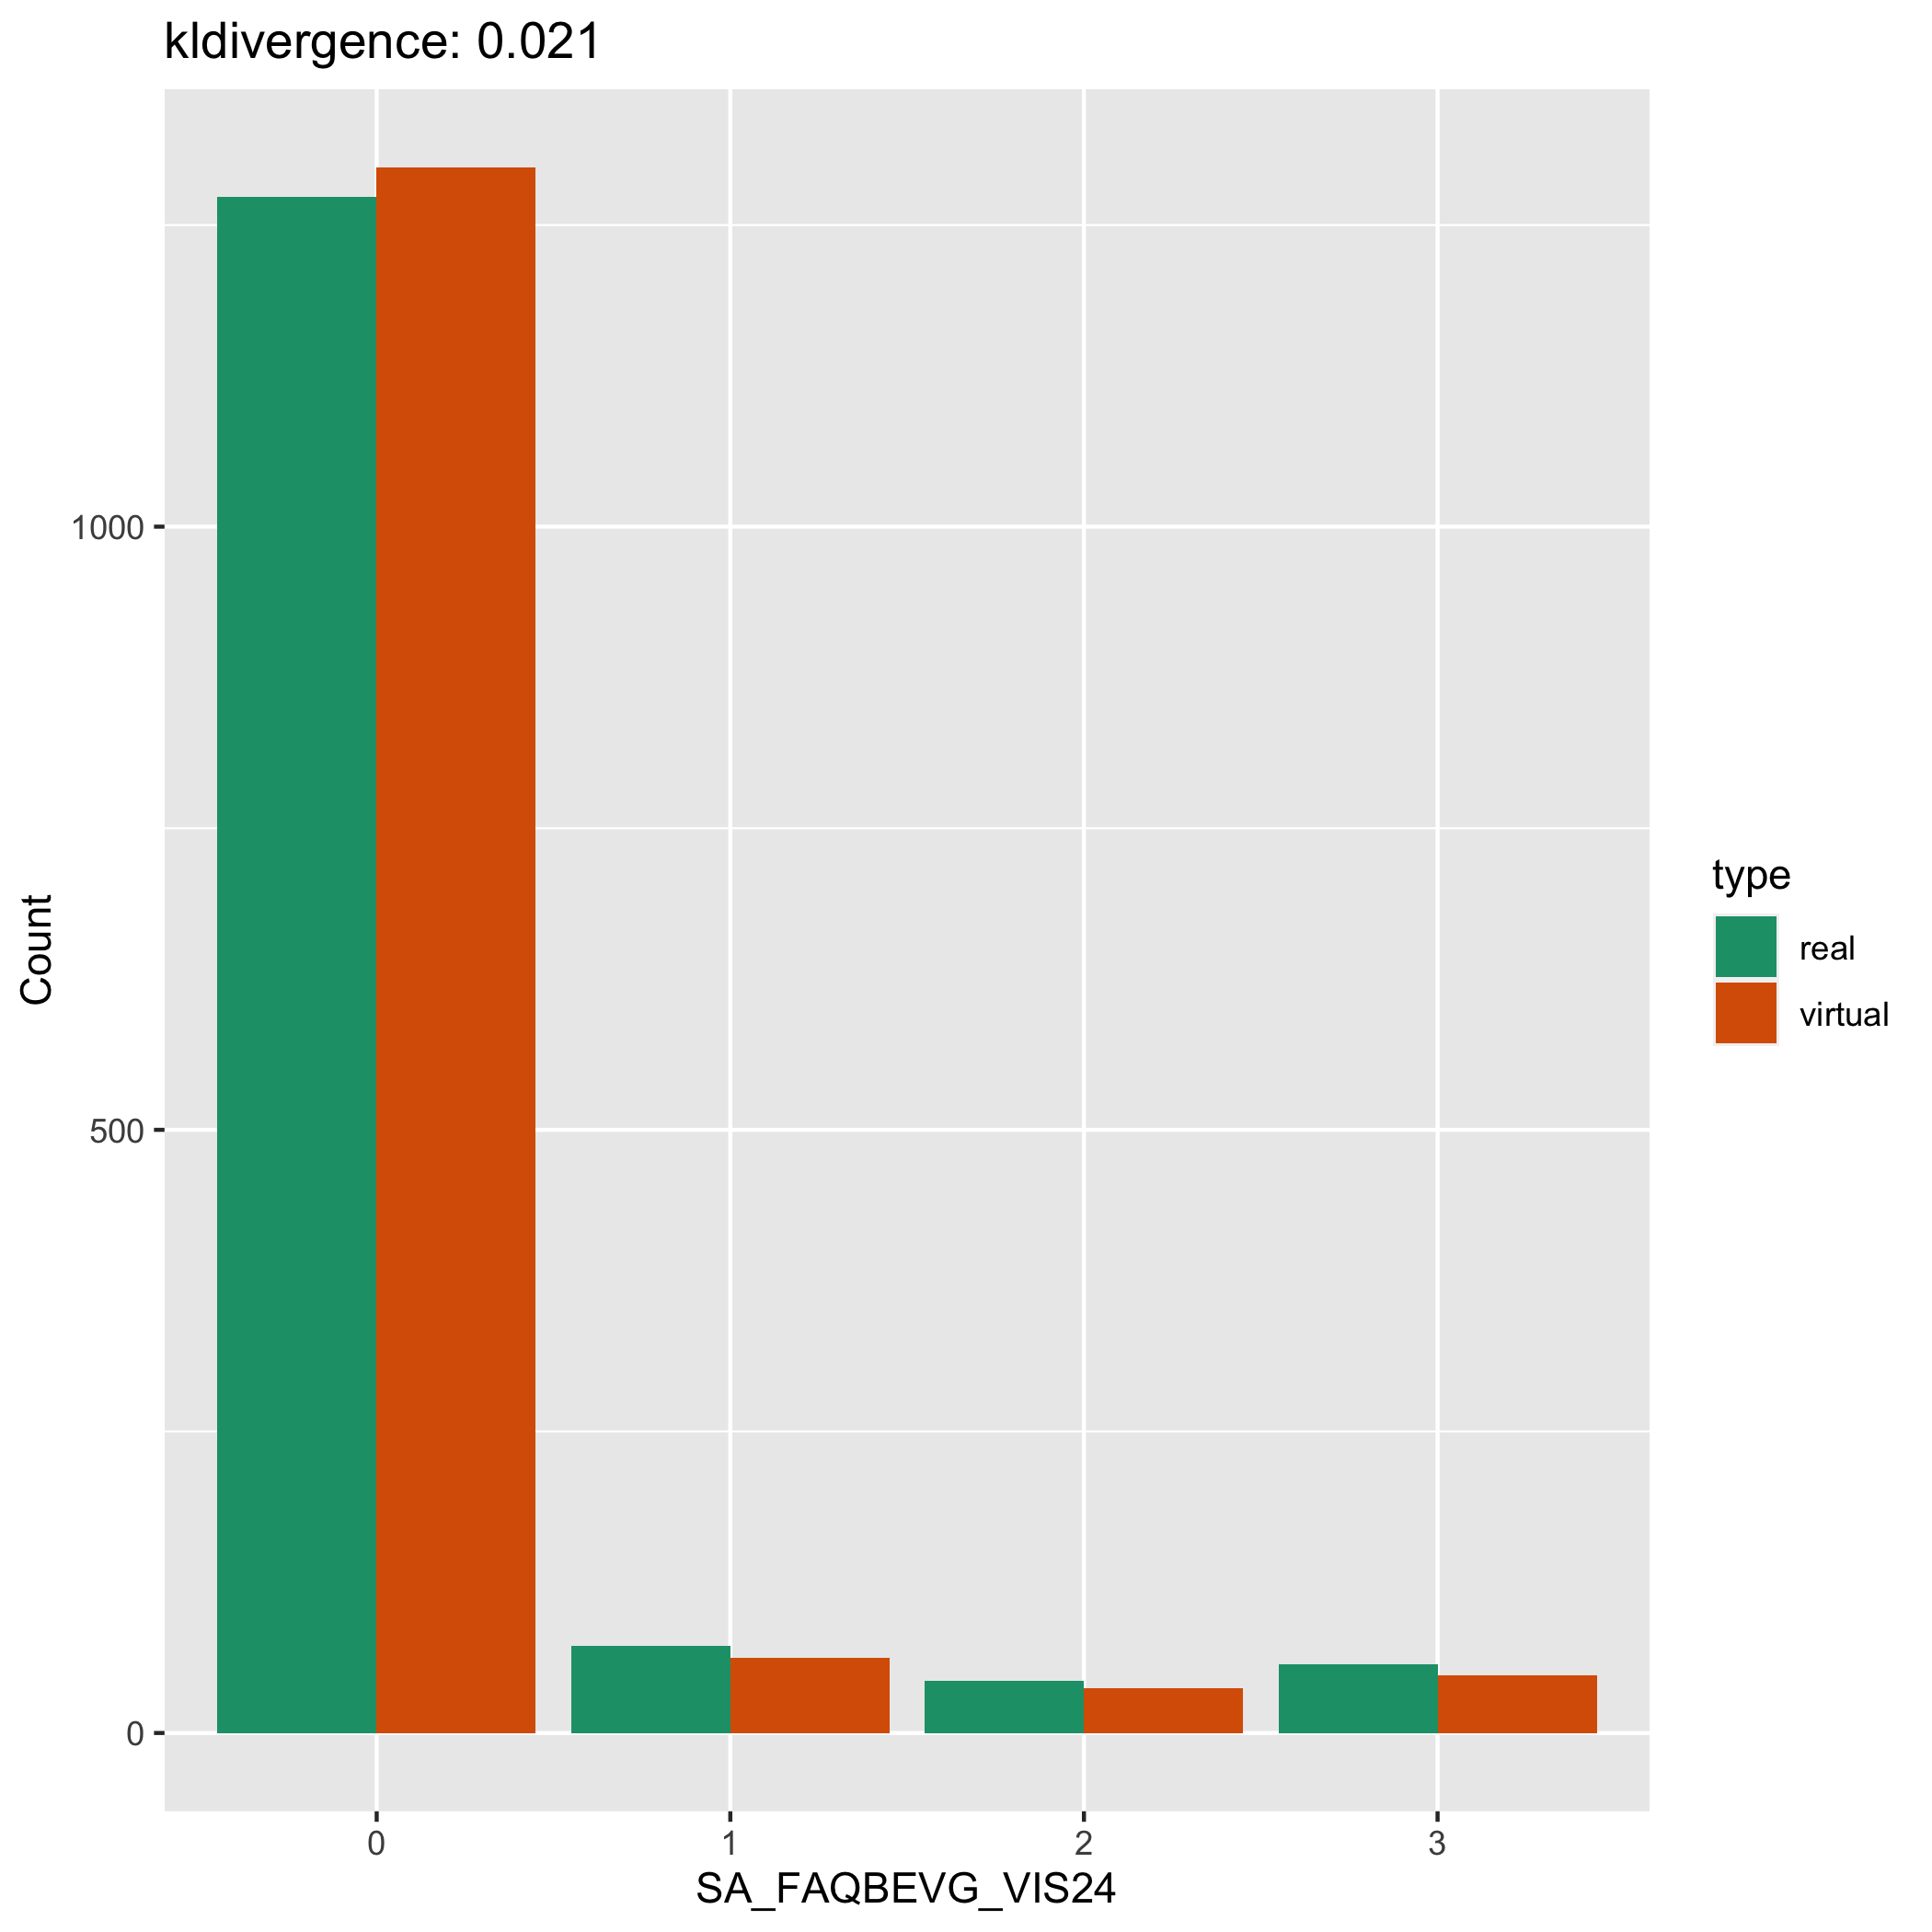 kldivergence: 0.021
Count
1000
500
0
0
1
2
3
SA_FAQBEVG_VIS24
type
real
virtual